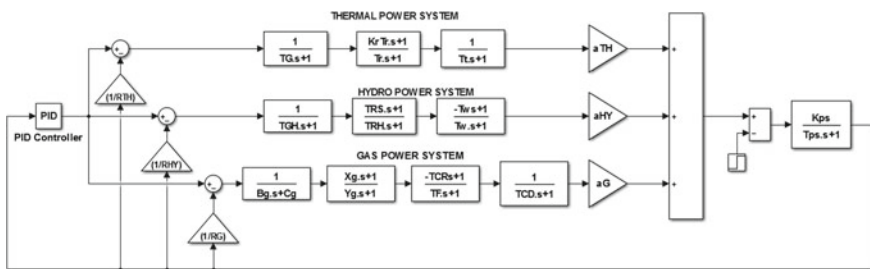 THERMAL POWER SYSTEM
1
TG.s+1
KrTr.s+1
Tr.s+1
1
Tt.s+1
aTH
(1/RTH)
PID
PID Controller
HYDRO POWER SYSTEM
1
TGH.s+1
TRS.s+1
TRH.s+1
-Tws+1
Tw.s+1
aHY
(1/RHY)
Kps
Tps.s+1
GAS POWER SYSTEM
1
Bg.s+Cg
Xg.s+1
Yg.s+1
-TCRs+1
TF.s+1
1
TCD.s+1
aG
(1/RG)